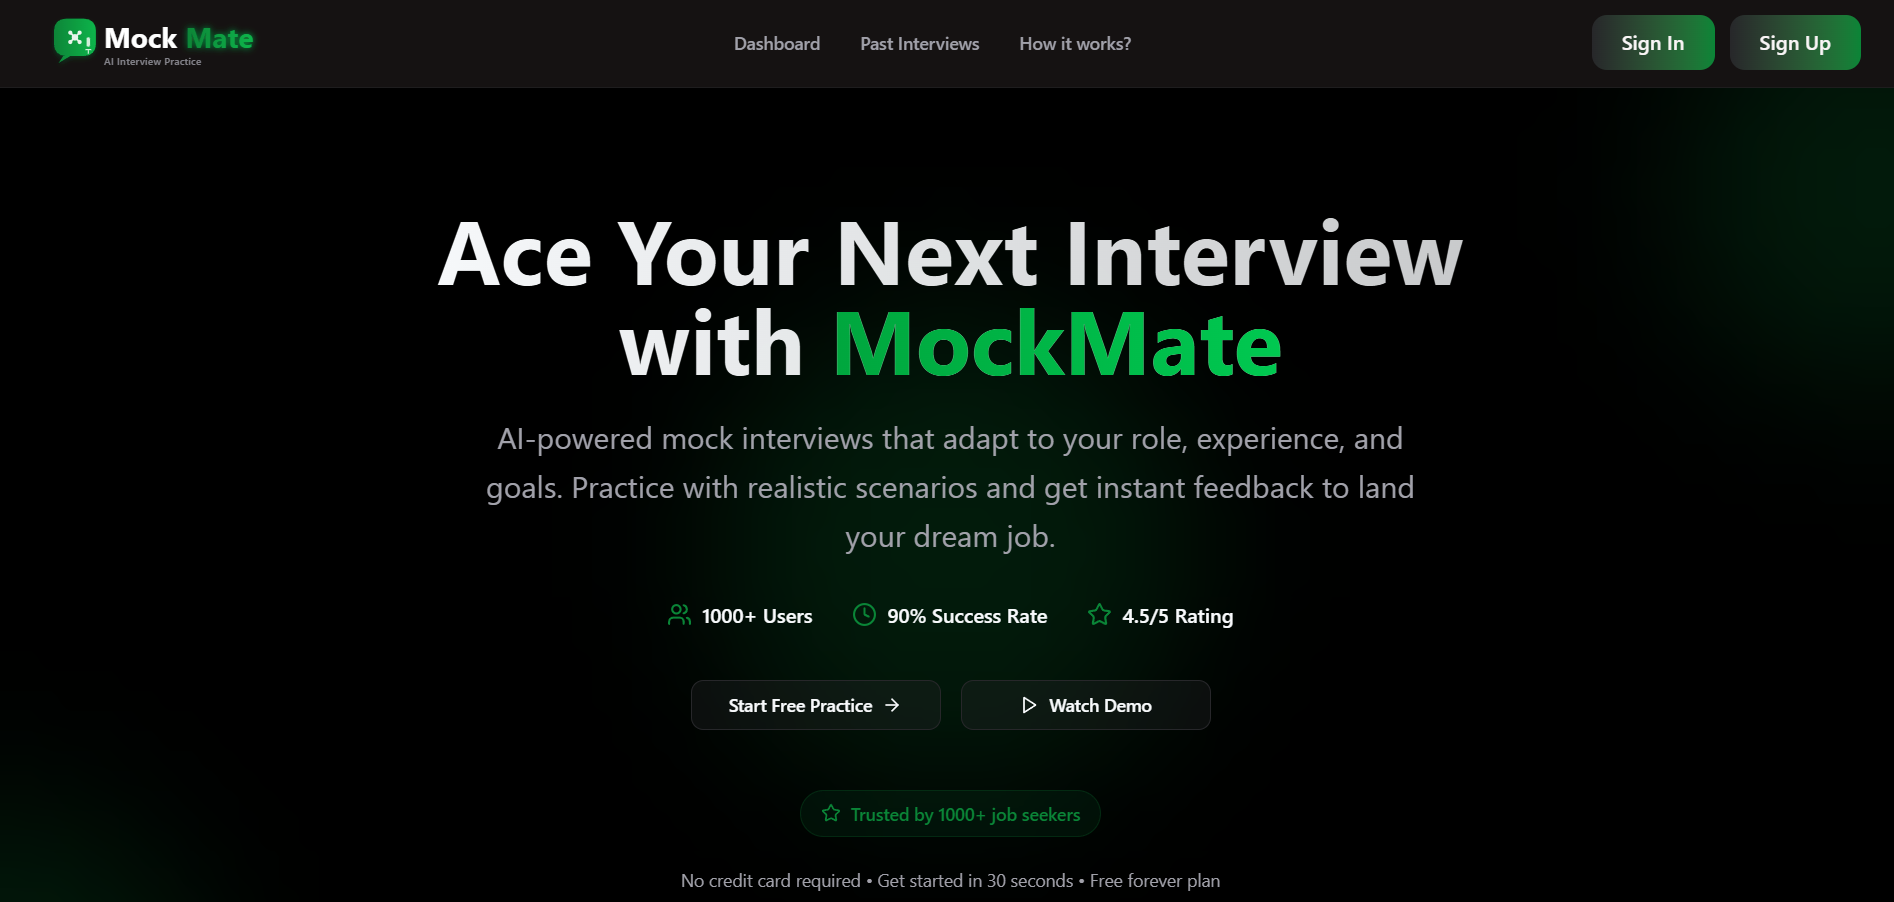 Mock Mate
AI Interview Practice
Dashboard
Past Interviews
How it works?
Sign In
Sign Up
Ace Your Next Interview
with MockMate
AI-powered mock interviews that adapt to your role, experience, and
goals. Practice with realistic scenarios and get instant feedback to land
your dream job.
1000+ Users
90% Success Rate
4.5/5 Rating
Start Free Practice
Watch Demo
Trusted by 1000+ job seekers
No credit card required • Get started in 30 seconds • Free forever plan